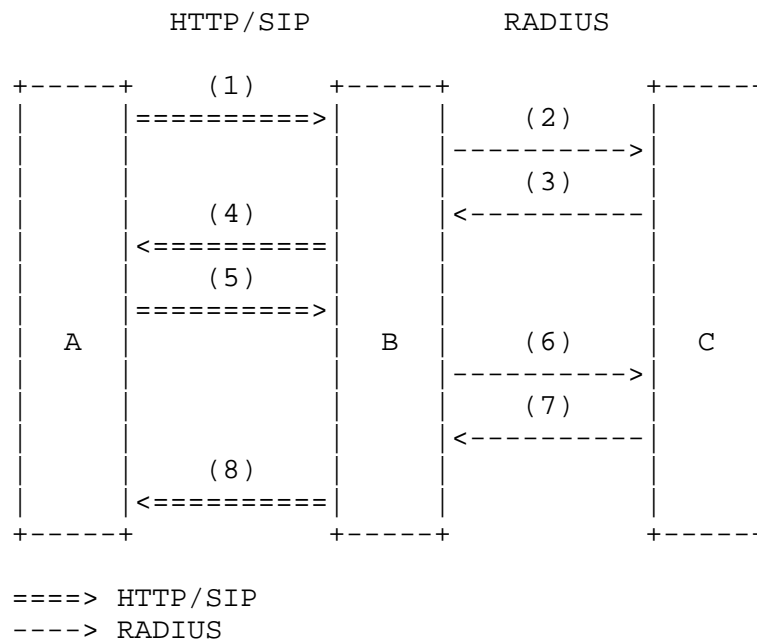 HTTP/SIP RADIUS
(1)
(2)
(3)
(4)
(5)
A B (6) C
(7)
(8)
====> HTTP/SIP
----> RADIUS